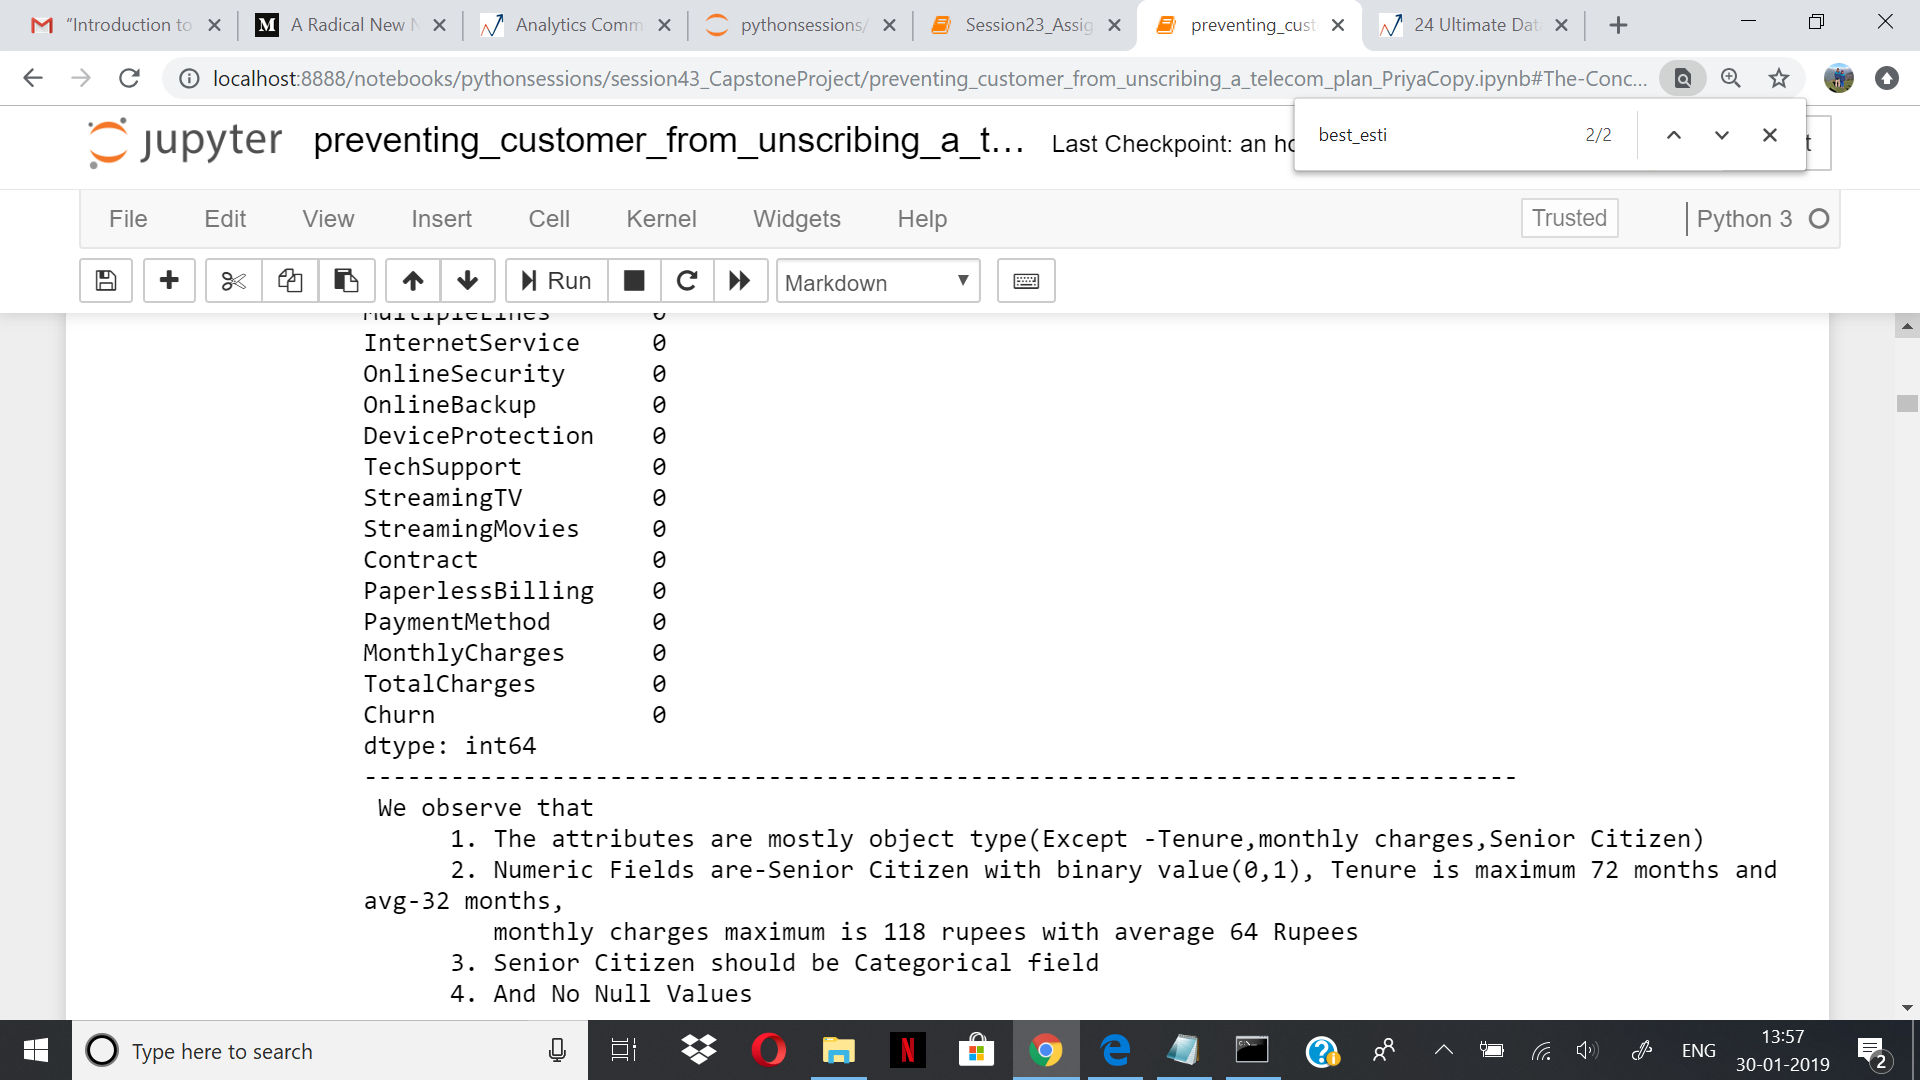 "Introduction to
M A Radical New N
Analytics Comm
pythonsessions/
Session23_Assig
preventing_cust
24 Ultimate Dat
localhost:8888/notebooks/pythonsessions/session43_CapstoneProject/preventing_customer_from_unscribing_a_telecom_plan_PriyaCopy.ipynb#The-Conc...
best_esti 2/2
jupyter preventing_customer_from_unscribing_a_t... Last Checkpoint: an ho
File Edit View Insert Cell Kernel Widgets Help Trusted Python 3
Run Markdown
MultipleLines 0
InternetService 0
OnlineSecurity 0
OnlineBackup 0
DeviceProtection 0
TechSupport 0
StreamingTV 0
StreamingMovies 0
Contract 0
PaperlessBilling 0
PaymentMethod 0
MonthlyCharges 0
TotalCharges 0
Churn 0
dtype: int64
--------------------------------------------------------------------------------
We observe that
1. The attributes are mostly object type(Except -Tenure,monthly charges,Senior Citizen)
2. Numeric Fields are-Senior Citizen with binary value(0,1), Tenure is maximum 72 months and
avg-32 months,
monthly charges maximum is 118 rupees with average 64 Rupees
3. Senior Citizen should be Categorical field
4. And No Null Values
Type here to search
ENG
13:57
30-01-2019
2